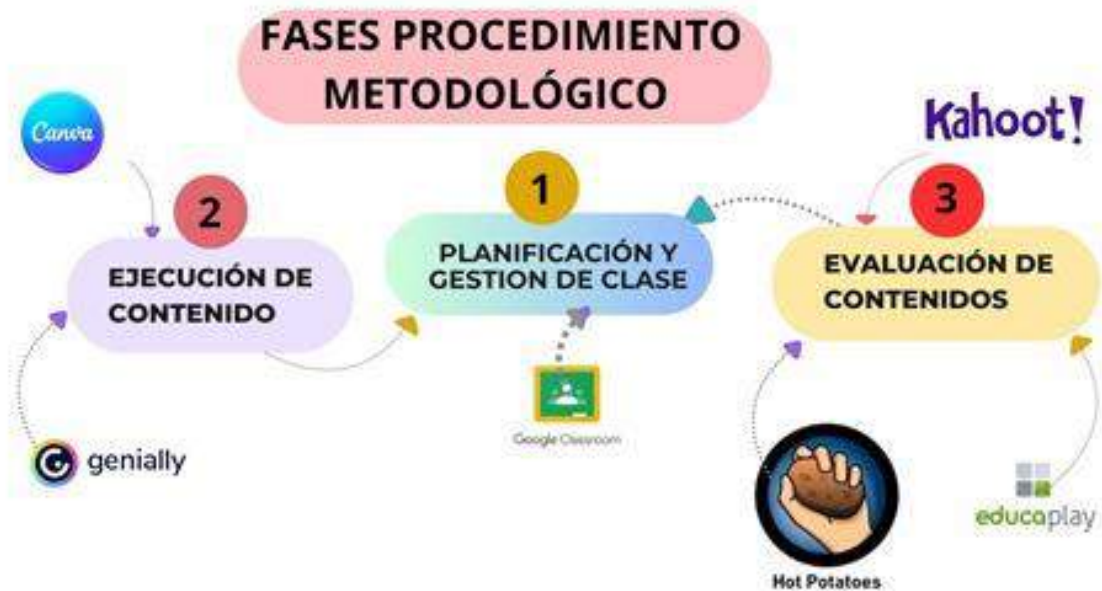 FASES PROCEDIMIENTO
METODOLÓGICO
Canva
Kahoot!
2
1
3
EJECUCIÓN DE
CONTENIDO
PLANIFICACIÓN Y
GESTION DE CLASE
EVALUACIÓN DE
CONTENIDOS
Google Classroom
genially
educaplay
Hot Potatoes